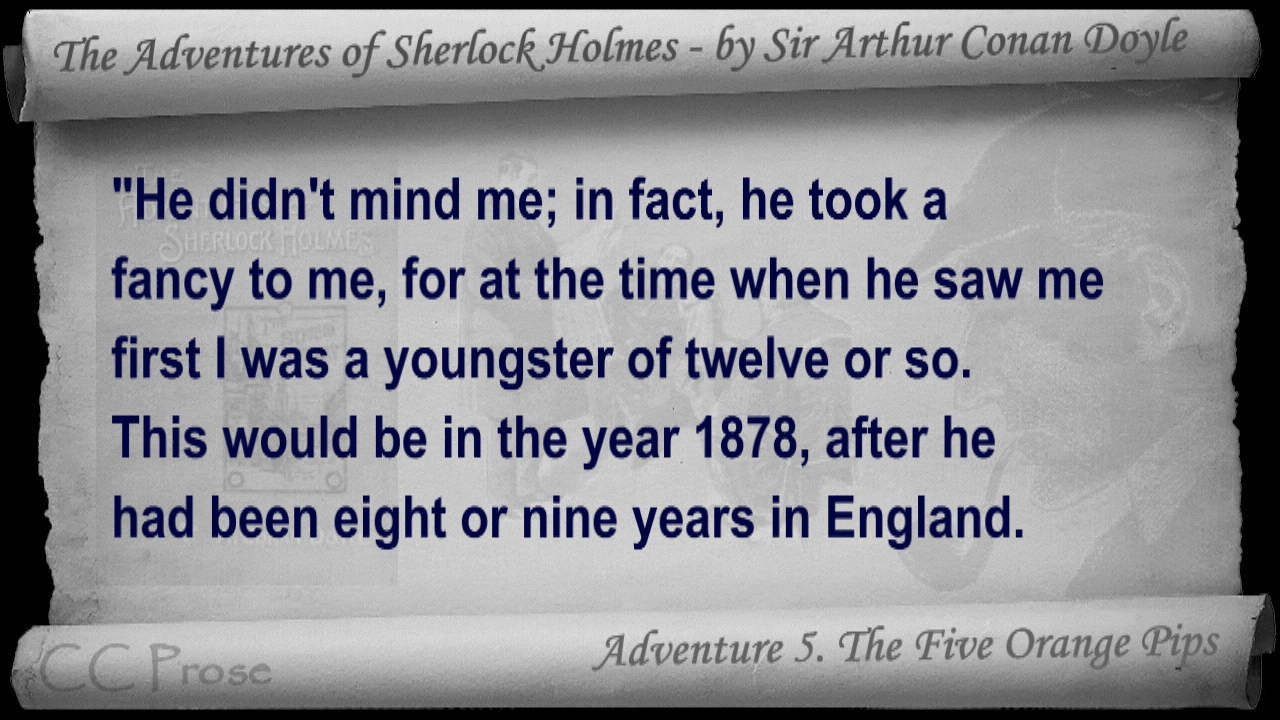 The Adventures of Sherlock Holmes - by Sir Arthur Conan Doyle
SHERLOCK HOLMES
"He didn't mind me; in fact, he took a
fancy to me, for at the time when he saw me
first I was a youngster of twelve or so.
This would be in the year 1878, after he
had been eight or nine years in England.
CC Prose
Adventure 5. The Five Orange Pips